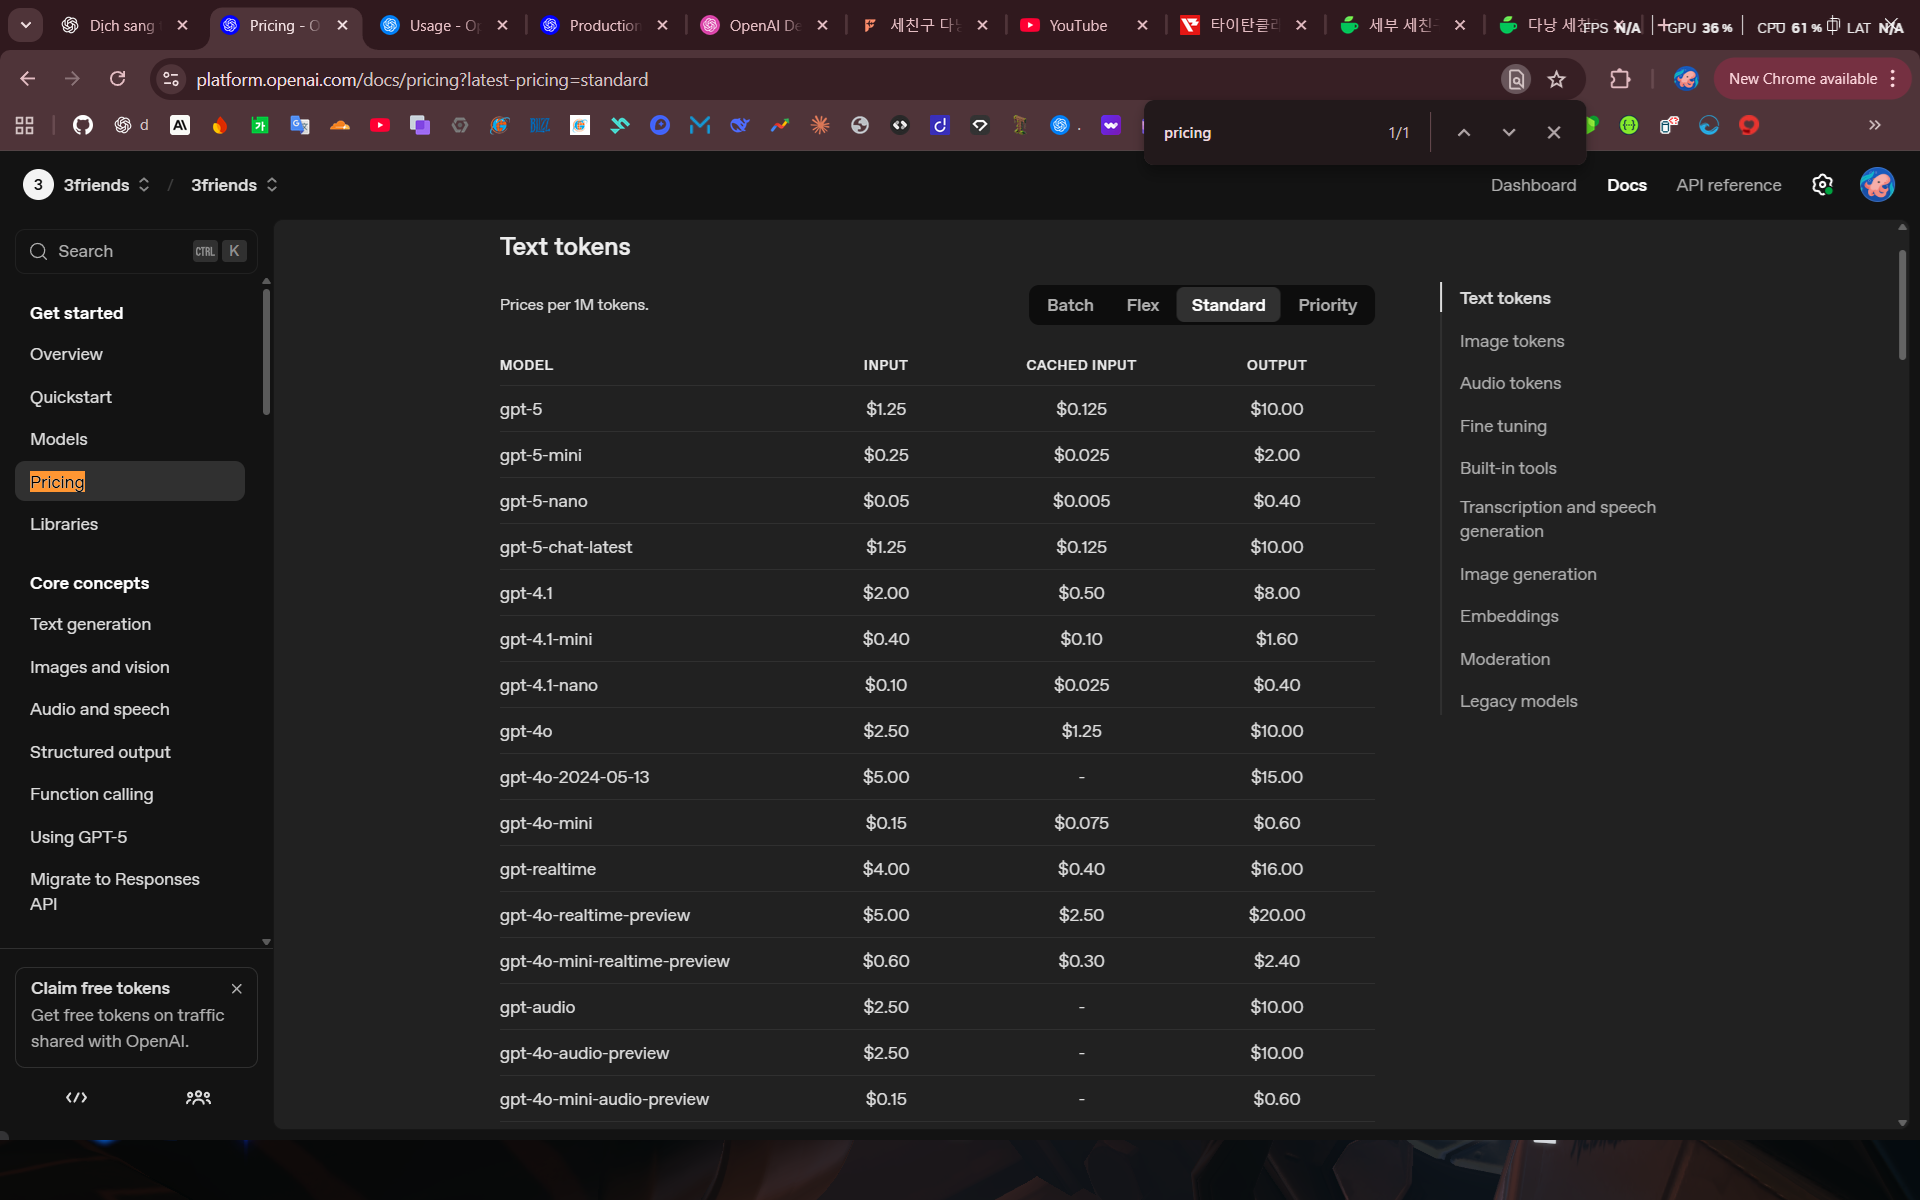 Dịch sang
Pricing - O
Usage - Op
Production
OpenAI De
세친구 다낭
YouTube
타이탄클라
세부 세친
다낭 세친
FPS N/A
GPU 36 %
CPU 61 %
LAT N/A
platform.openai.com/docs/pricing?latest-pricing=standard
New Chrome available
d
pricing
1/1
3
3friends
/
3friends
Dashboard
Docs
API reference
Search
CTRL
K
Get started
Overview
Quickstart
Models
Pricing
Libraries
Core concepts
Text generation
Images and vision
Audio and speech
Structured output
Function calling
Using GPT-5
Migrate to Responses
API
Claim free tokens
Get free tokens on traffic
shared with OpenAI.
Text tokens
Prices per 1M tokens.
Batch
Flex
Standard
Priority
MODEL INPUT CACHED INPUT OUTPUT
gpt-5 $1.25 $0.125 $10.00
gpt-5-mini $0.25 $0.025 $2.00
gpt-5-nano $0.05 $0.005 $0.40
gpt-5-chat-latest $1.25 $0.125 $10.00
gpt-4.1 $2.00 $0.50 $8.00
gpt-4.1-mini $0.40 $0.10 $1.60
gpt-4.1-nano $0.10 $0.025 $0.40
gpt-4o $2.50 $1.25 $10.00
gpt-4o-2024-05-13 $5.00 - $15.00
gpt-4o-mini $0.15 $0.075 $0.60
gpt-realtime $4.00 $0.40 $16.00
gpt-4o-realtime-preview $5.00 $2.50 $20.00
gpt-4o-mini-realtime-preview $0.60 $0.30 $2.40
gpt-audio $2.50 - $10.00
gpt-4o-audio-preview $2.50 - $10.00
gpt-4o-mini-audio-preview $0.15 - $0.60
Text tokens
Image tokens
Audio tokens
Fine tuning
Built-in tools
Transcription and speech
generation
Image generation
Embeddings
Moderation
Legacy models